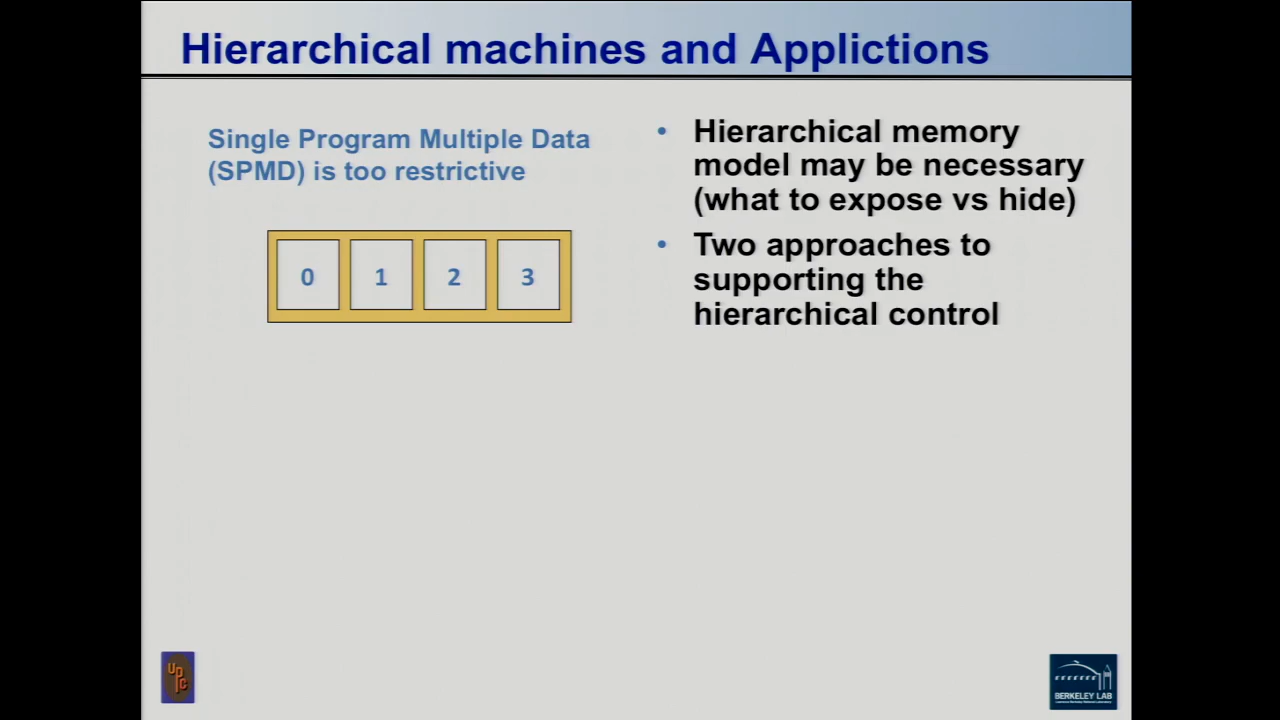 Hierarchical machines and Applictions
Single Program Multiple Data
(SPMD) is too restrictive
0 1 2 3
• Hierarchical memory
model may be necessary
(what to expose vs hide)
• Two approaches to
supporting the
hierarchical control
UPC
BERKELEY LAB